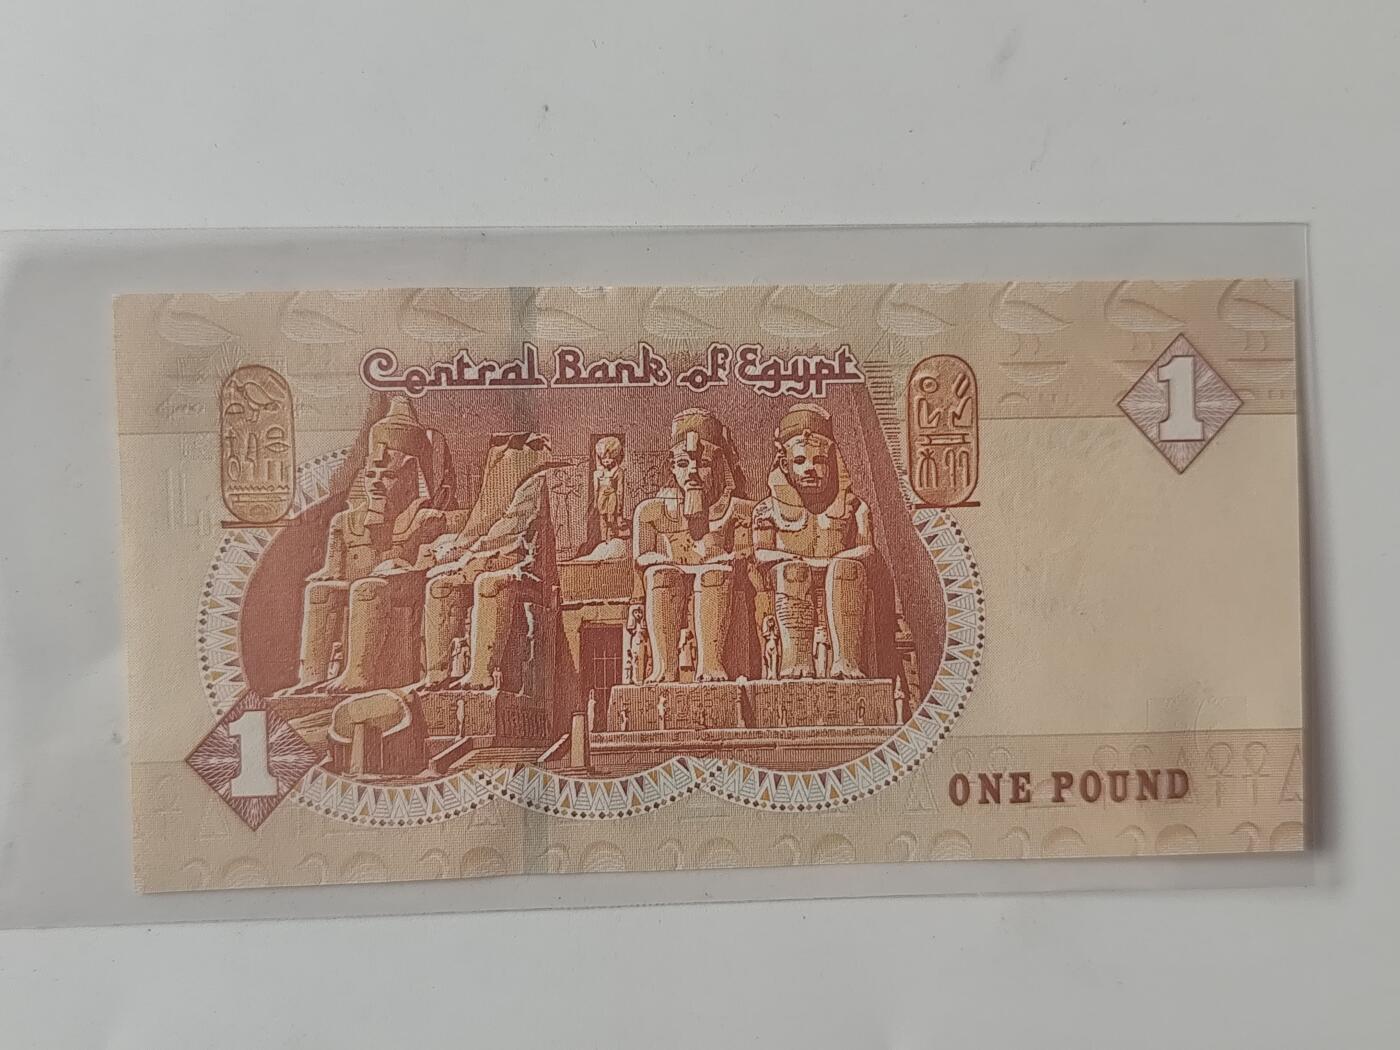 Central Bank of Egypt
1
1
ONE POUND